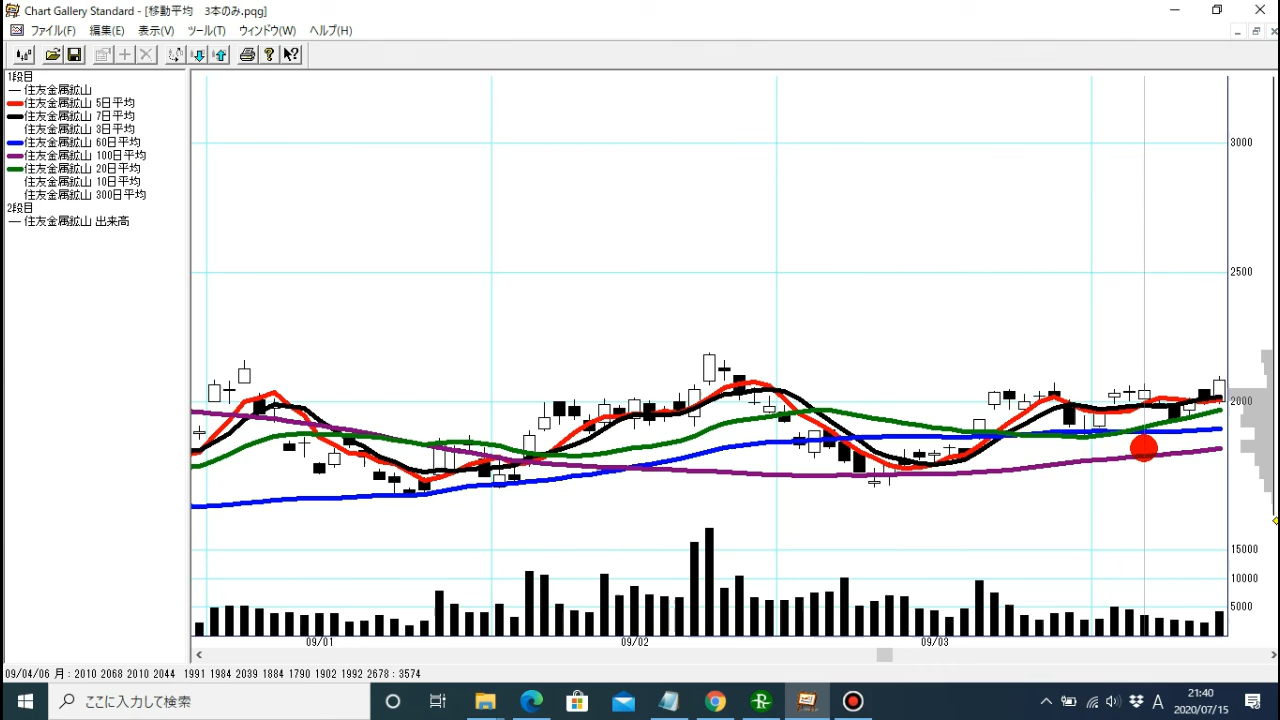 Chart Gallery Standard - [移動平均　3本のみ.pqg]
ファイル(F) 編集(E) 表示(V) ツール(T) ウィンドウ(W) ヘルプ(H)
1段目
住友金属鉱山
住友金属鉱山 5日平均
住友金属鉱山 7日平均
住友金属鉱山 3日平均
住友金属鉱山 60日平均
住友金属鉱山 100日平均
住友金属鉱山 20日平均
住友金属鉱山 10日平均
住友金属鉱山 300日平均
2段目
住友金属鉱山 出来高
3000
2500
2000
15000
10000
5000
09/01 09/02 09/03
09/04/06 月 : 2010 2068 2010 2044 1991 1984 2039 1884 1790 1902 1992 2678 : 3574
ここに入力して検索
A
21:40
2020/07/15